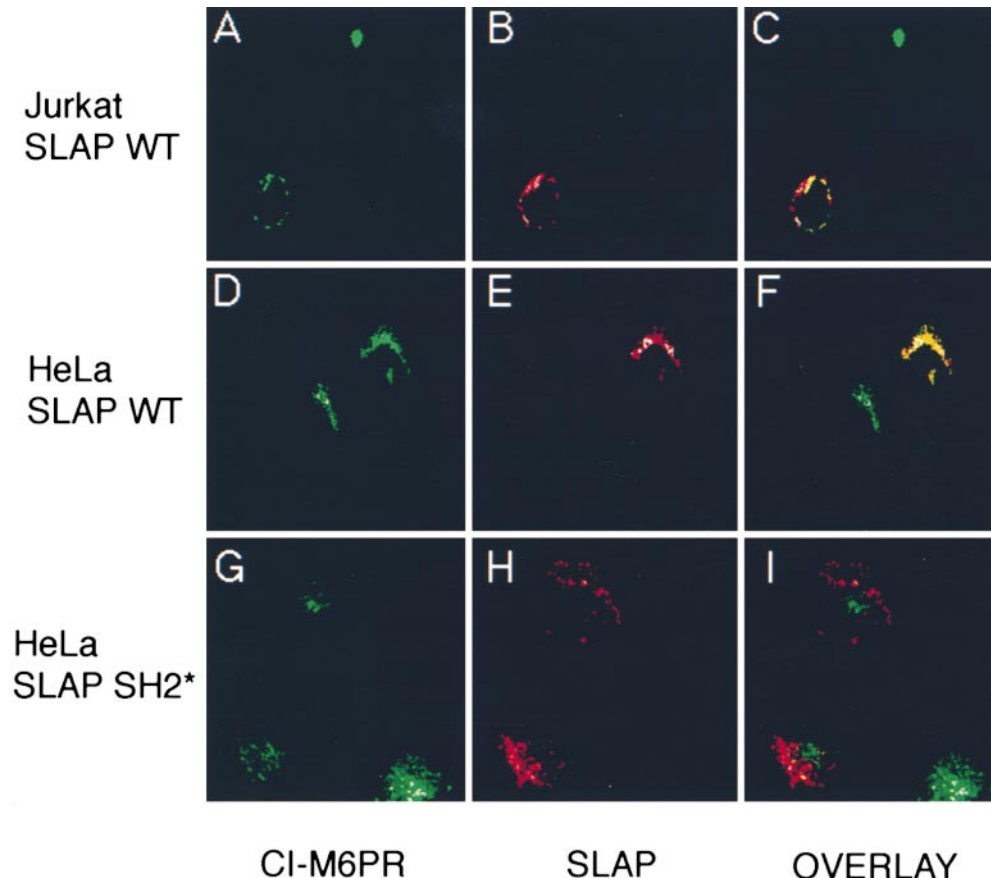 A
B
C
Jurkat
SLAP WT
D
E
F
HeLa
SLAP WT
G
H
I
HeLa
SLAP SH2*
CI-M6PR
SLAP
OVERLAY